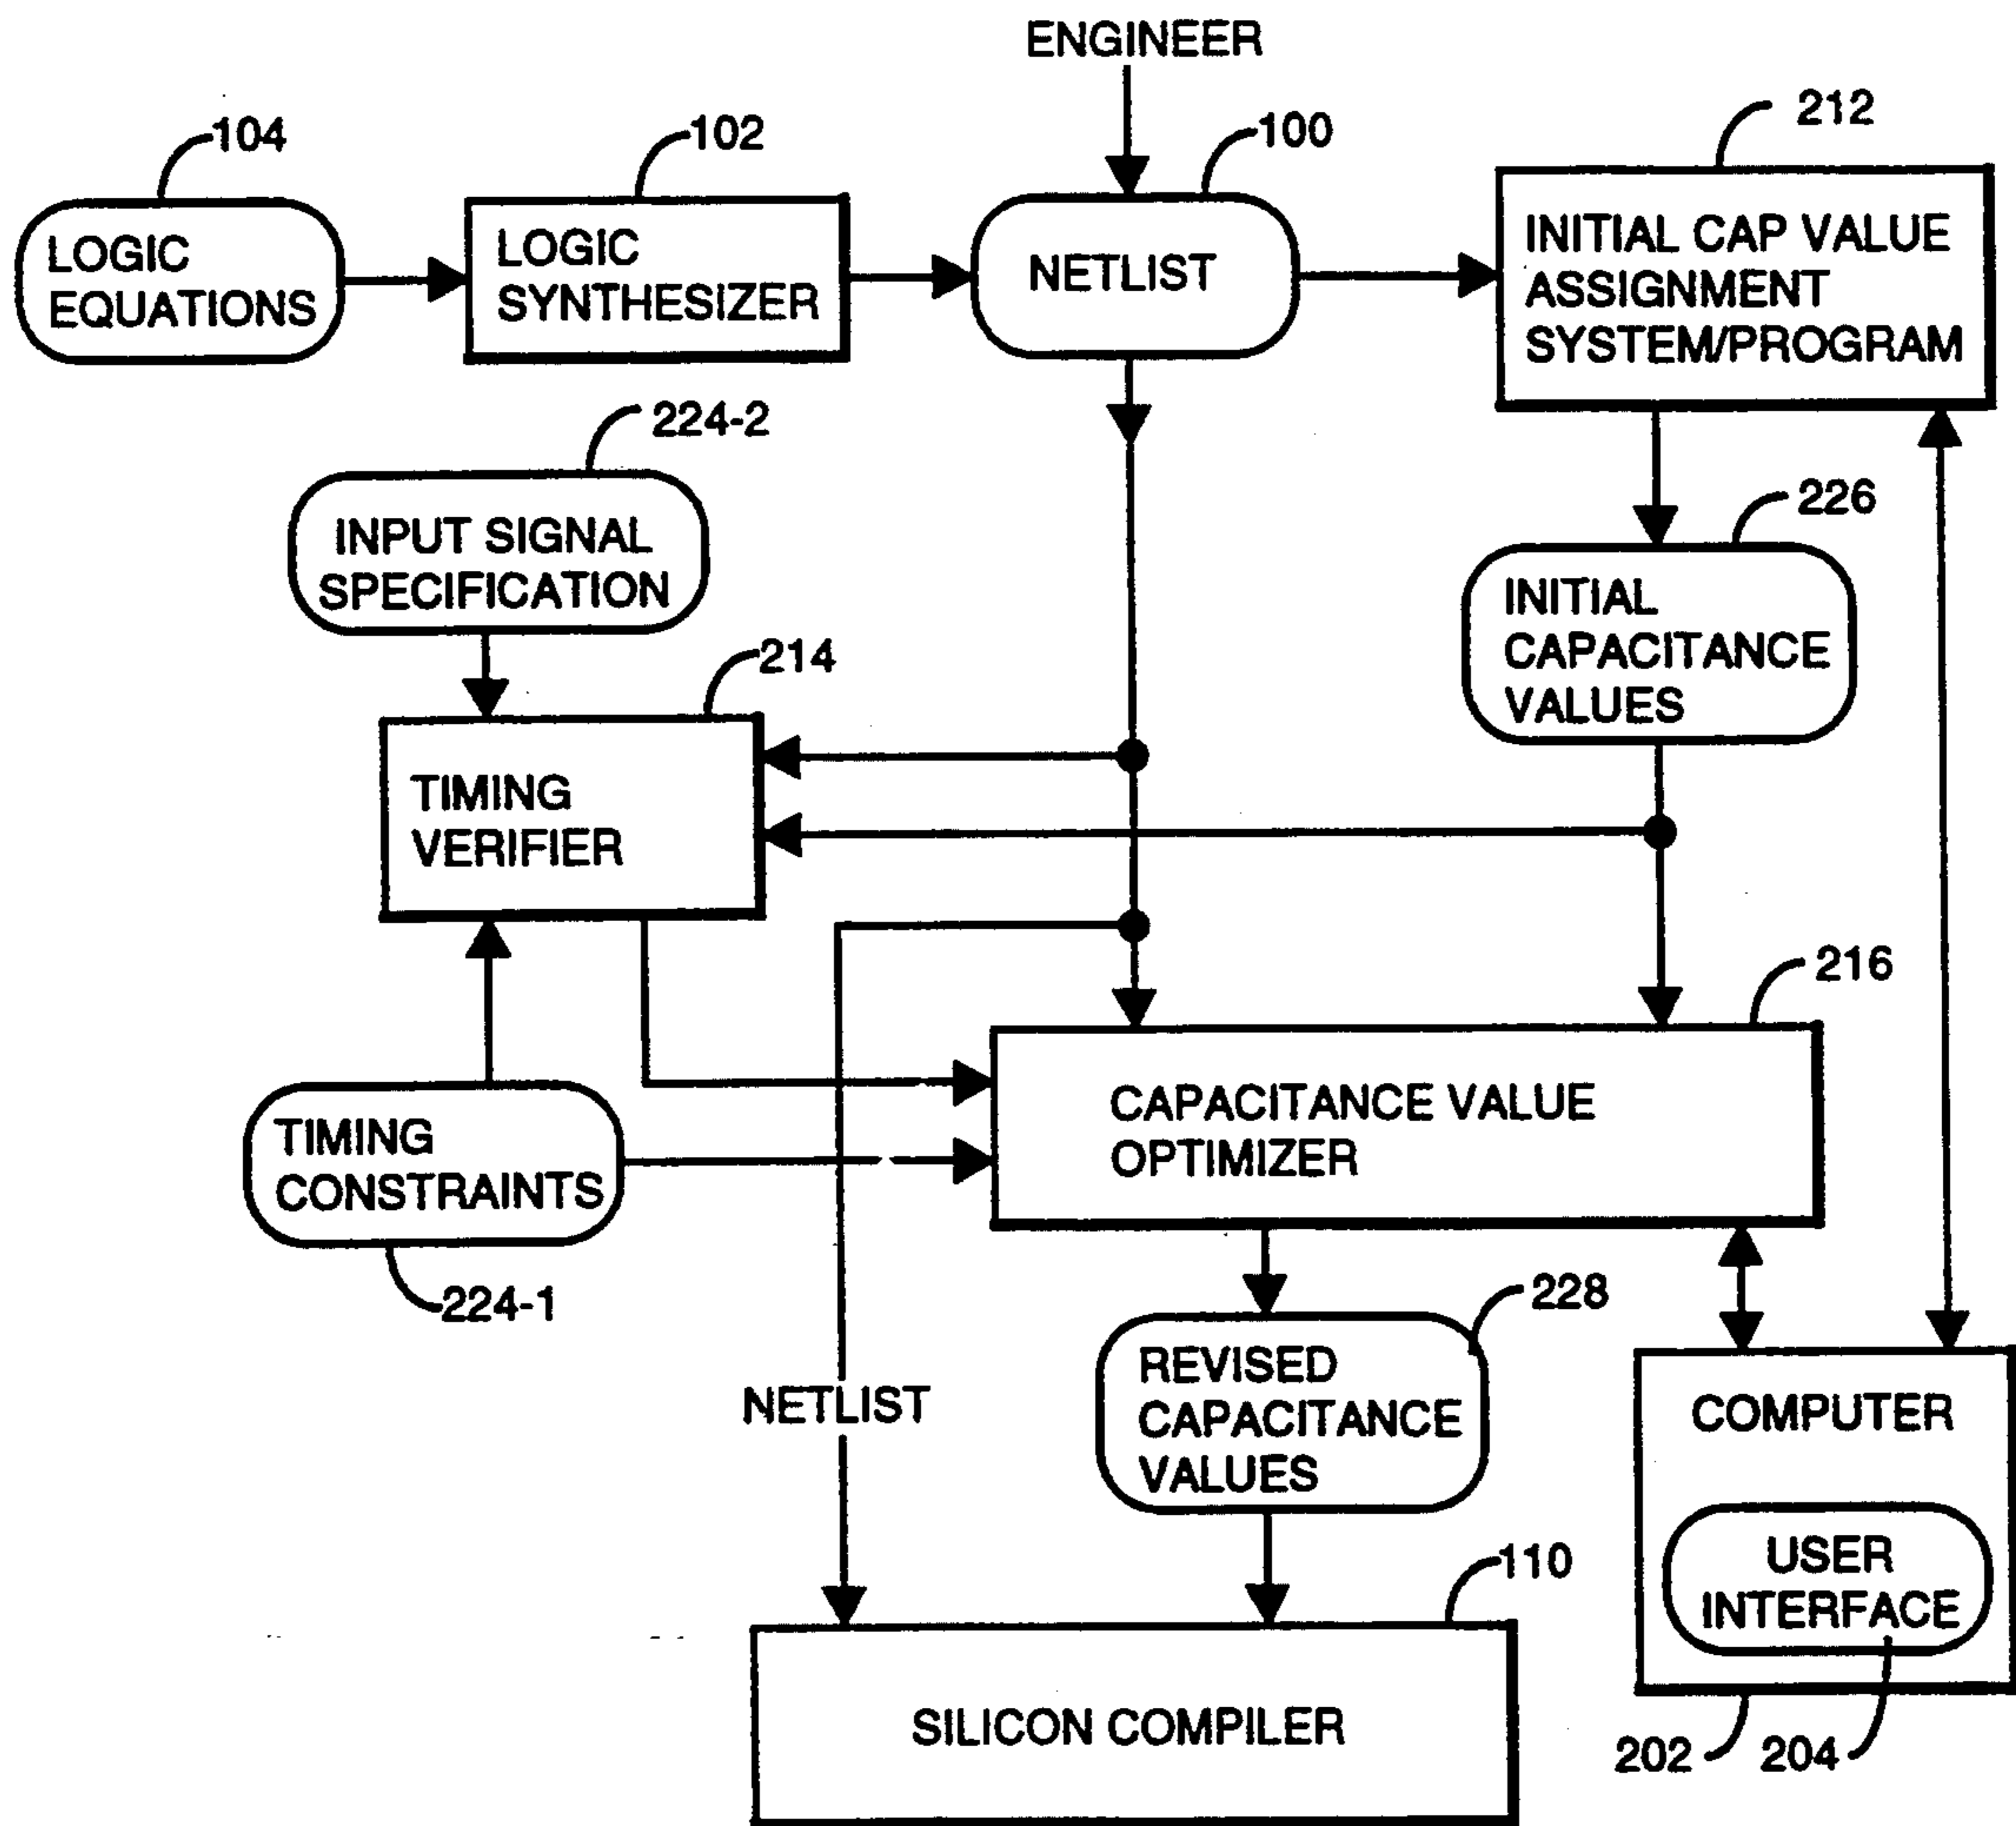 ENGINEER
104
102
100
212
LOGIC
EQUATIONS
LOGIC
SYNTHESIZER
NETLIST
INITIAL CAP VALUE
ASSIGNMENT
SYSTEM/PROGRAM
224-2
INPUT SIGNAL
SPECIFICATION
226
INITIAL
CAPACITANCE
VALUES
214
TIMING
VERIFIER
216
CAPACITANCE VALUE
OPTIMIZER
TIMING
CONSTRAINTS
224-1
228
REVISED
CAPACITANCE
VALUES
NETLIST
COMPUTER
USER
INTERFACE
110
SILICON COMPILER
202
204